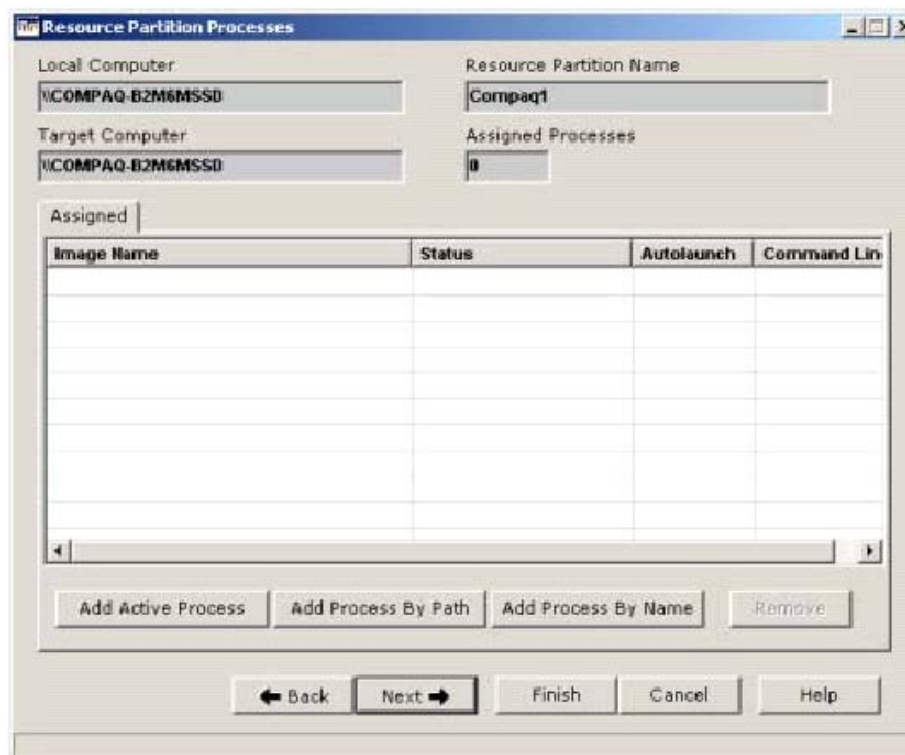 Resource Partition Processes
Local Computer
\\COMPAQ-B2M6MSSD
Resource Partition Name
Compaq1
Target Computer
\\COMPAQ-B2M6MSSD
Assigned Processes
0
Assigned
Image Name Status Autolaunch Command Lin
Add Active Process Add Process By Path Add Process By Name Remove
Back Next Finish Cancel Help